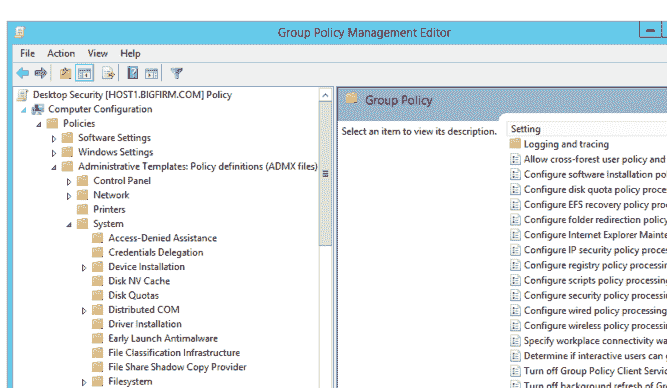 Group Policy Management Editor
File Action View Help
Desktop Security [HOST1.BIGFIRM.COM] Policy
Computer Configuration
Policies
Software Settings
Windows Settings
Administrative Templates: Policy definitions (ADMX files)
Control Panel
Network
Printers
System
Access-Denied Assistance
Credentials Delegation
Device Installation
Disk NV Cache
Disk Quotas
Distributed COM
Driver Installation
Early Launch Antimalware
File Classification Infrastructure
File Share Shadow Copy Provider
Filesystem
Group Policy
Select an item to view its description.
Setting
Logging and tracing
Allow cross-forest user policy and
Configure software Installation pol
Configure disk quota policy proce
Configure EFS recovery policy pro
Configure folder redirection policy
Configure Internet Explorer Mainte
Configure IP security policy proces
Configure registry policy processin
Configure scripts policy processing
Configure security policy processi
Configure wired policy processing
Configure wireless policy processi
Specify workplace connectivity wa
Determine if interactive users can
Turn off Group Policy Client Servic
Turn off background refresh of Gr